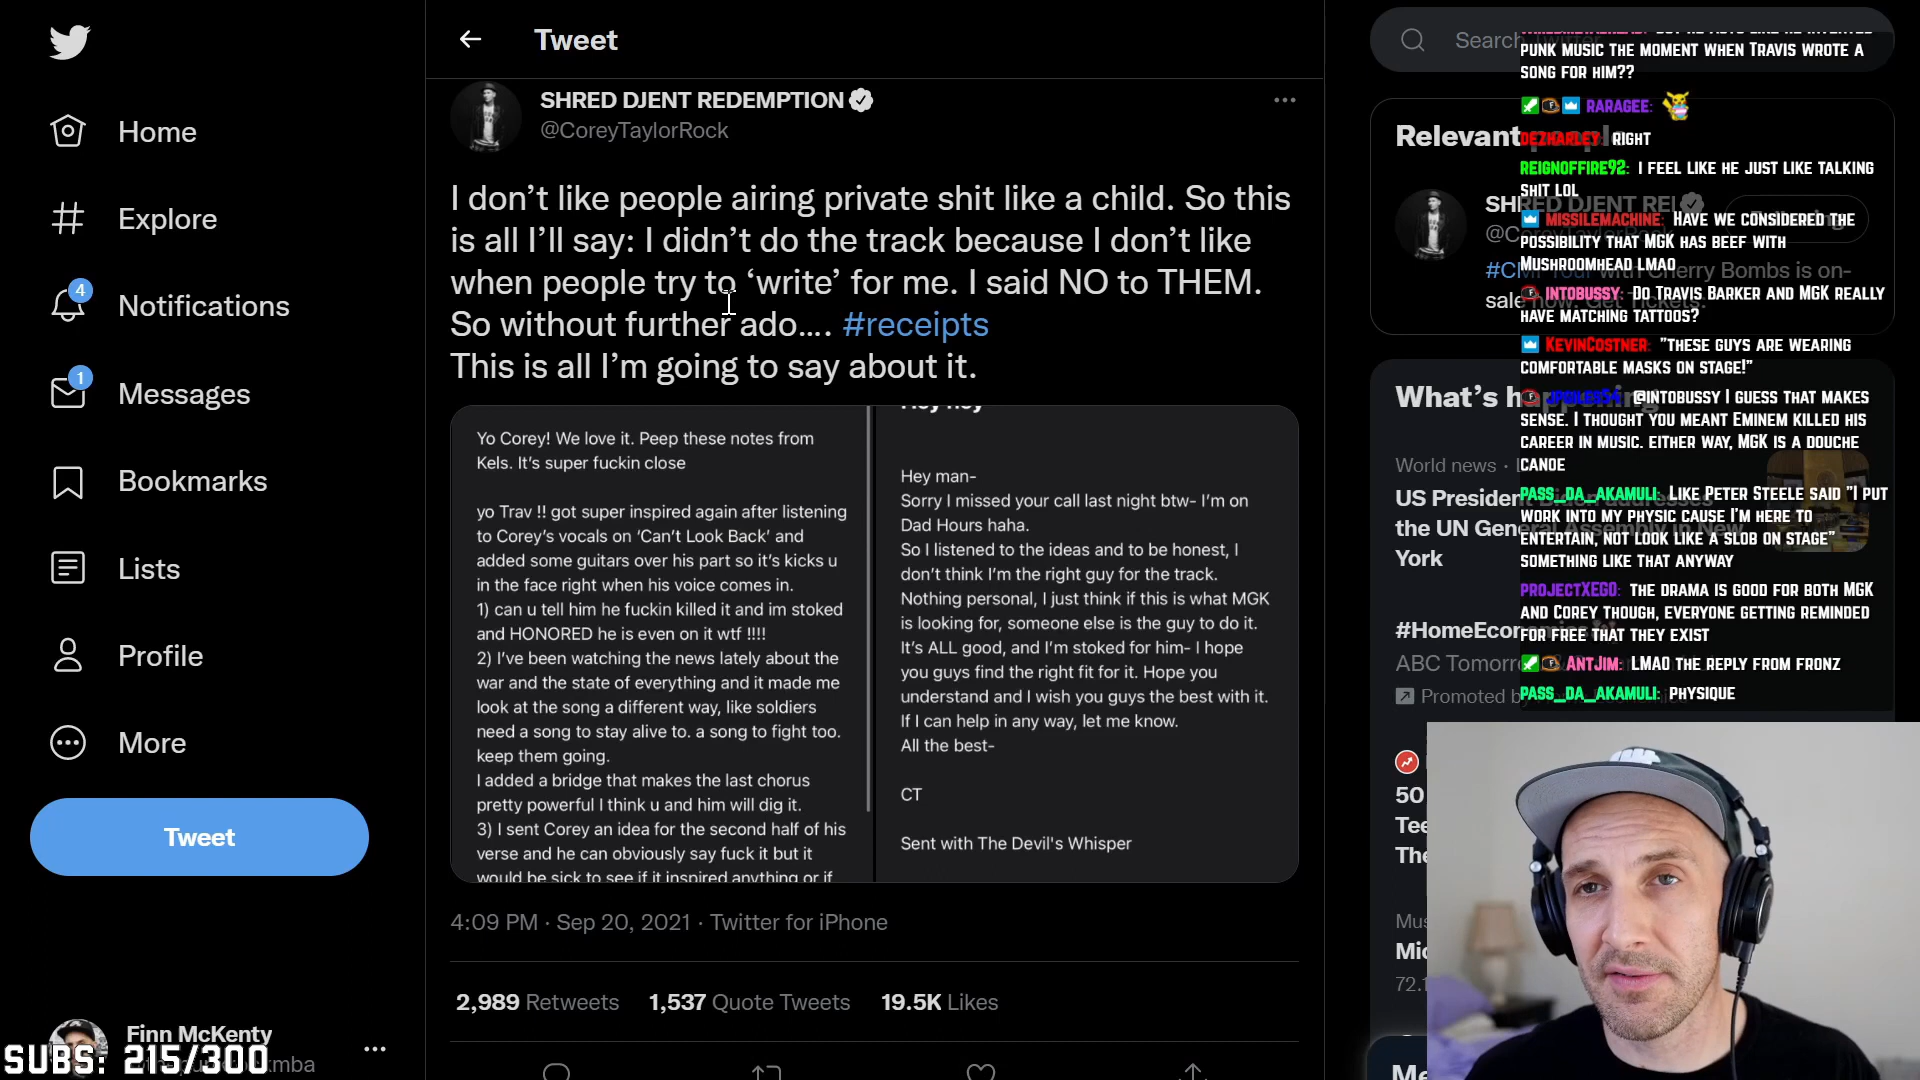 Home
Explore
4
Notifications
1
Messages
Bookmarks
Lists
Profile
More
Tweet
Finn McKenty
SUBS: 215/300
mba
Tweet
SHRED DJENT REDEMPTION
@CoreyTaylorRock
I don’t like people airing private shit like a child. So this
is all I’ll say: I didn’t do the track because I don’t like
when people try to ‘write’ for me. I said NO to THEM.
So without further ado…. #receipts
This is all I’m going to say about it.
Yo Corey! We love it. Peep these notes from
Kels. It's super fuckin close
yo Trav !! got super inspired again after listening
to Corey's vocals on 'Can't Look Back' and
added some guitars over his part so it's kicks u
in the face right when his voice comes in.
1) can u tell him he fuckin killed it and im stoked
and HONORED he is even on it wtf !!!!
2) I've been watching the news lately about the
war and the state of everything and it made me
look at the song a different way, like soldiers
need a song to stay alive to. a song to fight too.
keep them going.
I added a bridge that makes the last chorus
pretty powerful I think u and him will dig it.
3) I sent Corey an idea for the second half of his
verse and he can obviously say fuck it but it
would be sick to see if it inspired anything or if
Hey man-
Sorry I missed your call last night btw- I'm on
Dad Hours haha.
So I listened to the ideas and to be honest, I
don't think I'm the right guy for the track.
Nothing personal, I just think if this is what MGK
is looking for, someone else is the guy to do it.
It's ALL good, and I'm stoked for him- I hope
you guys find the right fit for it. Hope you
understand and I wish you guys the best with it.
If I can help in any way, let me know.
All the best-
CT
Sent with The Devil's Whisper
4:09 PM · Sep 20, 2021 · Twitter for iPhone
2,989 Retweets 1,537 Quote Tweets 19.5K Likes
Search Twitter
Relevant people
SHRED DJENT RE
#CMFTour with Cherry Bombs is on-
sale now. Get Tickets.
What’s happening
World news ·
US President Biden addresses
the UN General Assembly in New
York
#HomeEconomics
ABC Tomorrow
Promoted by
50
Tee
The
Mus
Mic
72.1
Me
PUNK MUSIC THE MOMENT WHEN TRAVIS WROTE A
SONG FOR HIM??
RARAGEE:
DEZHARLEY: RIGHT
REIGNOFFIRE92: I FEEL LIKE HE JUST LIKE TALKING
SHIT LOL
MISSILEMACHINE: HAVE WE CONSIDERED THE
POSSIBILITY THAT MGK HAS BEEF WITH
MUSHROOMHEAD LMAO
INTOBUSSY: DO TRAVIS BARKER AND MGK REALLY
HAVE MATCHING TATTOOS?
KEVINCOSTNER: "THESE GUYS ARE WEARING
COMFORTABLE MASKS ON STAGE!"
@INTOBUSSY I GUESS THAT MAKES
SENSE. I THOUGHT YOU MEANT EMINEM KILLED HIS
CAREER IN MUSIC. EITHER WAY, MGK IS A DOUCHE
CANOE
PASS_DA_AKAMULI: LIKE PETER STEELE SAID "I PUT
WORK INTO MY PHYSIC CAUSE I'M HERE TO
ENTERTAIN, NOT LOOK LIKE A SLOB ON STAGE"
SOMETHING LIKE THAT ANYWAY
PROJECTXEGO: THE DRAMA IS GOOD FOR BOTH MGK
AND COREY THOUGH, EVERYONE GETTING REMINDED
FOR FREE THAT THEY EXIST
ANTJIM: LMAO THE REPLY FROM FRONZ
PASS_DA_AKAMULI: PHYSIQUE